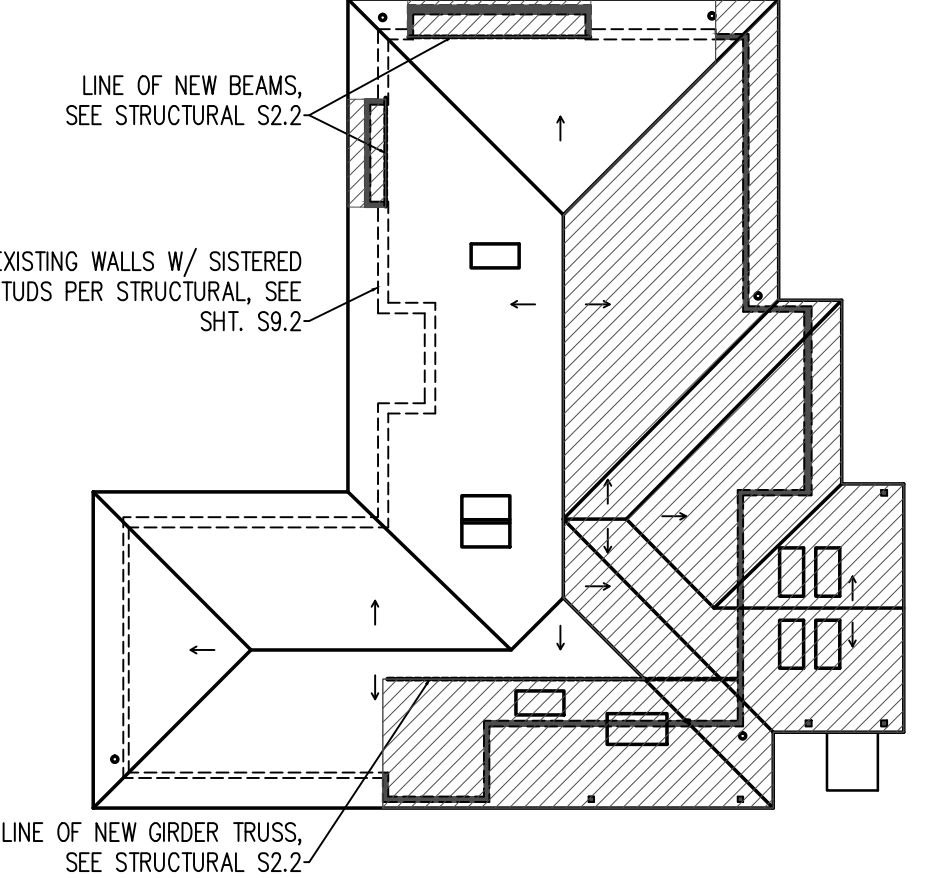 LINE OF NEW BEAMS,
SEE STRUCTURAL S2.2
EXISTING WALLS W/ SISTERED
TUDS PER STRUCTURAL, SEE
SHT. S9.2
LINE OF NEW GIRDER TRUSS,
SEE STRUCTURAL S2.2